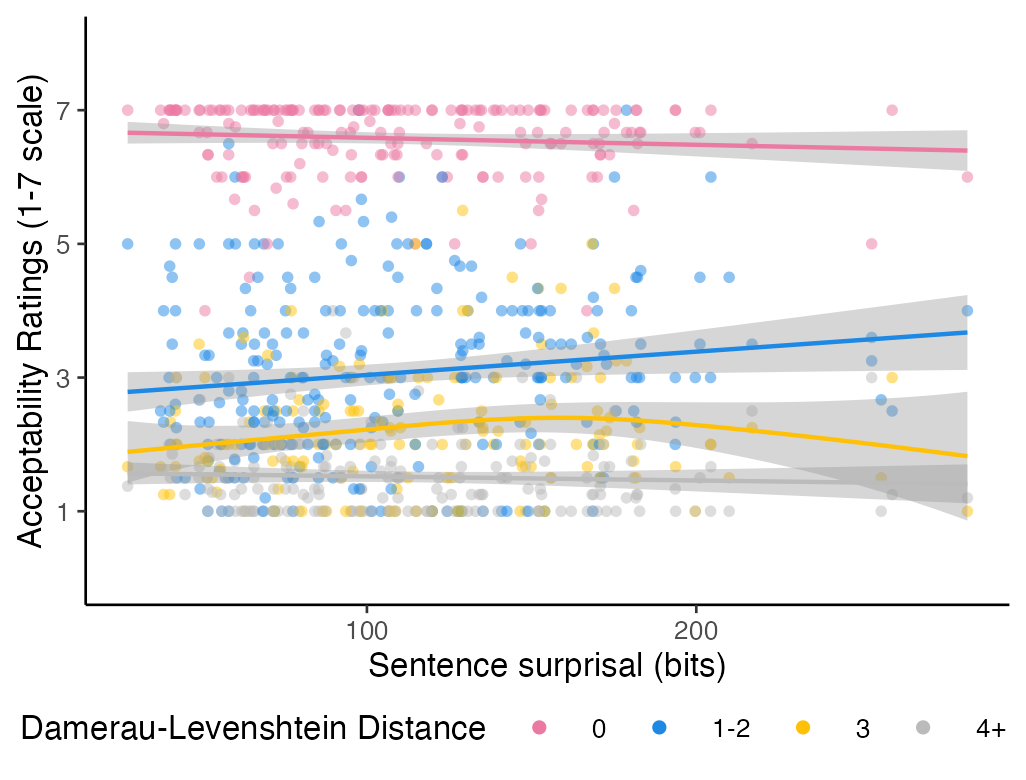 Acceptability Ratings (1-7 scale)
7
5
3
1
100 200
Sentence surprisal (bits)
Damerau-Levenshtein Distance 0 1-2 3 4+